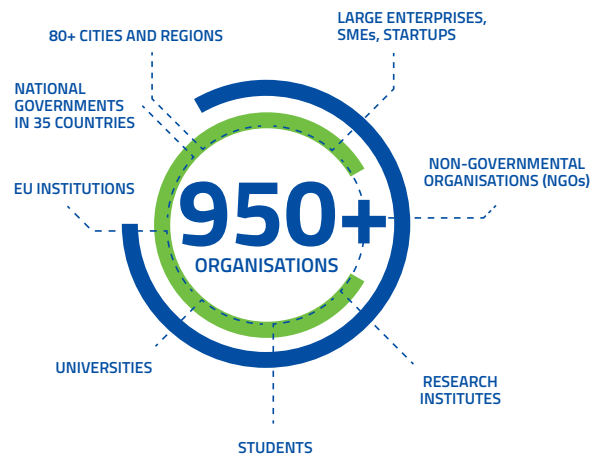 LARGE ENTERPRISES,
SMEs, STARTUPS
80+ CITIES AND REGIONS
NATIONAL
GOVERNMENTS
IN 35 COUNTRIES
NON-GOVERNMENTAL
ORGANISATIONS (NGOs)
EU INSTITUTIONS
950+
ORGANISATIONS
UNIVERSITIES
RESEARCH
INSTITUTES
STUDENTS